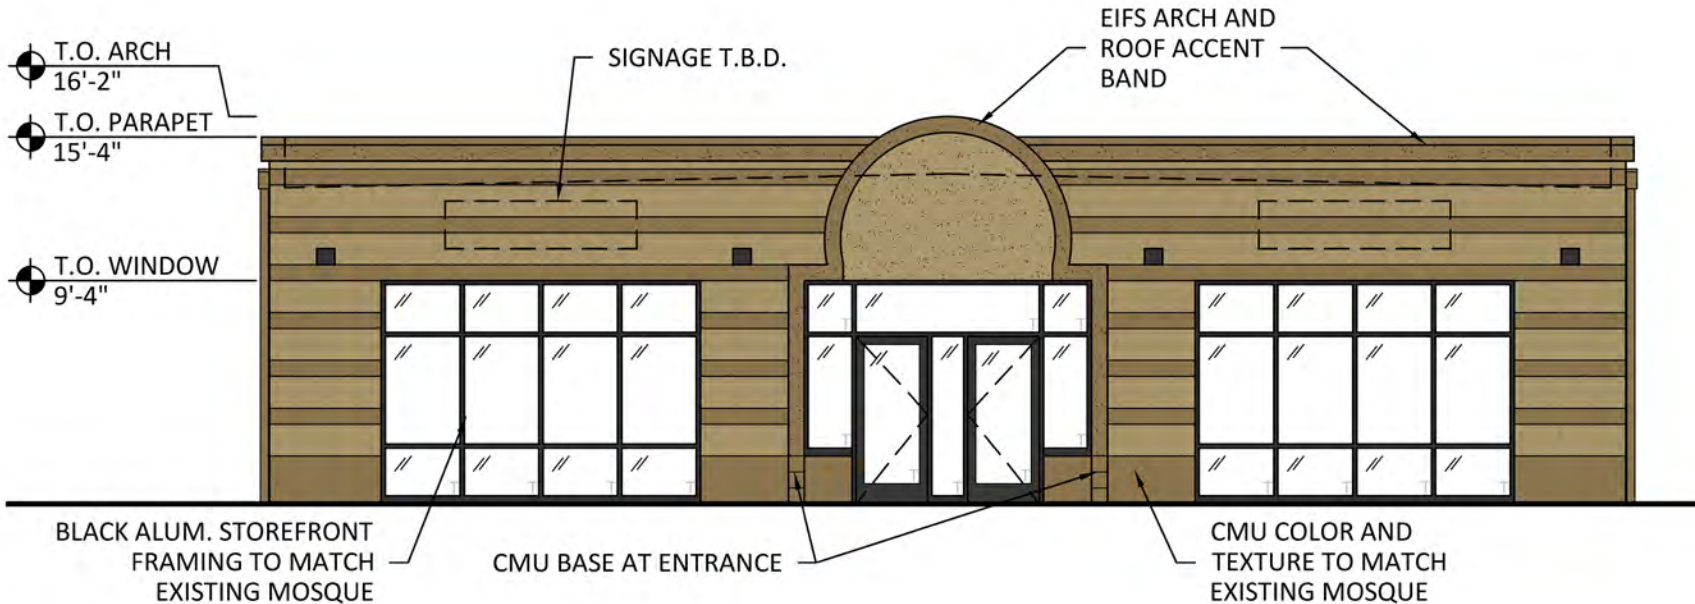 T.O. ARCH
16'-2"
T.O. PARAPET
15'-4"
T.O. WINDOW
9'-4"
SIGNAGE T.B.D.
EIFS ARCH AND
ROOF ACCENT
BAND
BLACK ALUM. STOREFRONT
FRAMING TO MATCH
EXISTING MOSQUE
CMU BASE AT ENTRANCE
CMU COLOR AND
TEXTURE TO MATCH
EXISTING MOSQUE